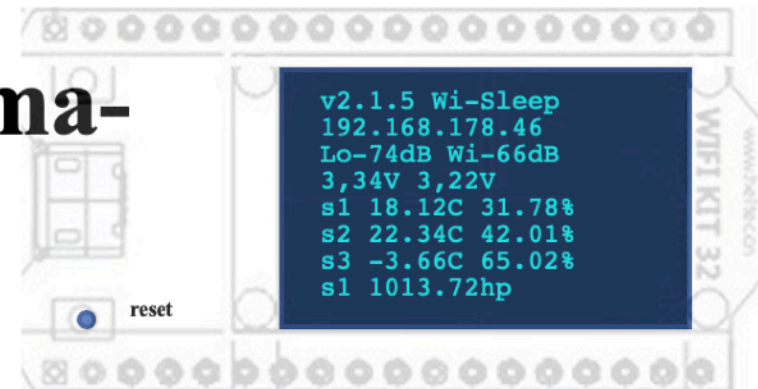 ma-
v2.1.5 Wi-Sleep
192.168.178.46
Lo-74dB Wi-66dB
3,34V 3,22V
s1 18.12C 31.78%
s2 22.34C 42.01%
s3 -3.66C 65.02%
s1 1013.72hp
reset
WIFI KIT 32